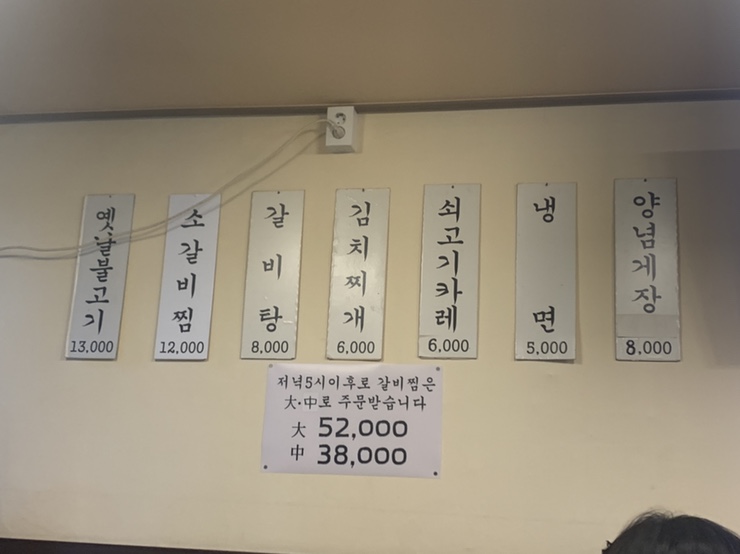 옛날불고기
13,000
소갈비찜
12,000
갈비탕
8,000
김치찌개
6,000
쇠고기카레
6,000
냉면
5,000
양념게장
8,000
저녁5시이후로 갈비찜은
大·中로 주문받습니다
大 52,000
中 38,000